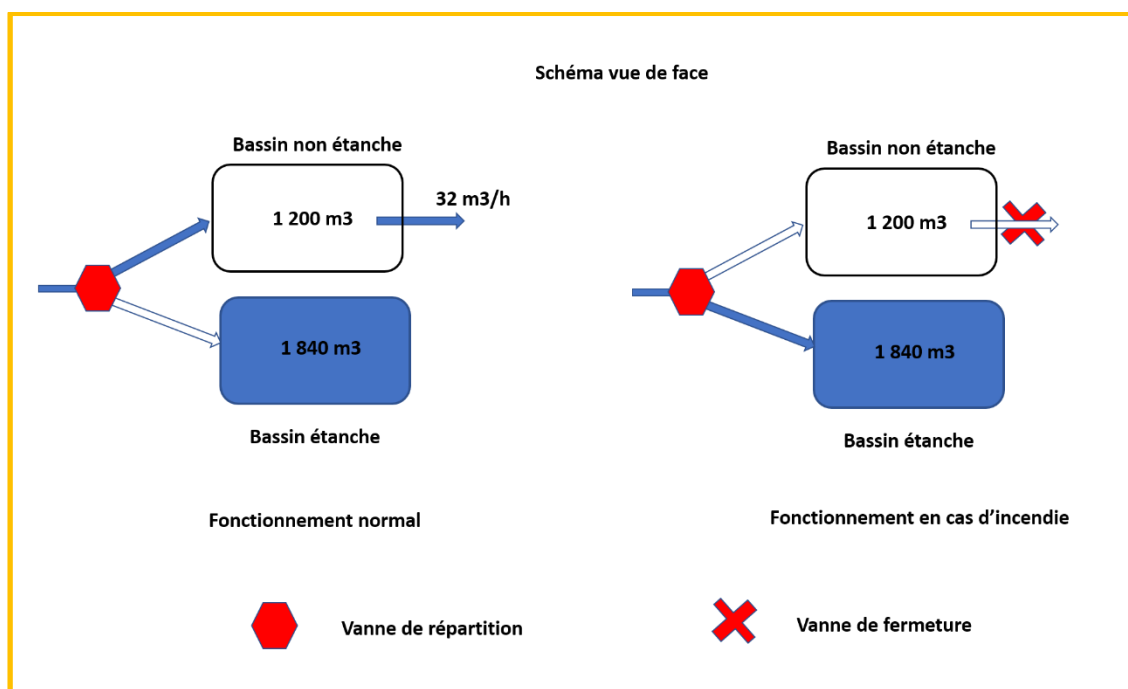 Schéma vue de face
Bassin non étanche
1 200 m3
32 m3/h
1 840 m3
Bassin étanche
Fonctionnement normal
Bassin non étanche
1 200 m3
1 840 m3
Bassin étanche
Fonctionnement en cas d'incendie
Vanne de répartition
Vanne de fermeture